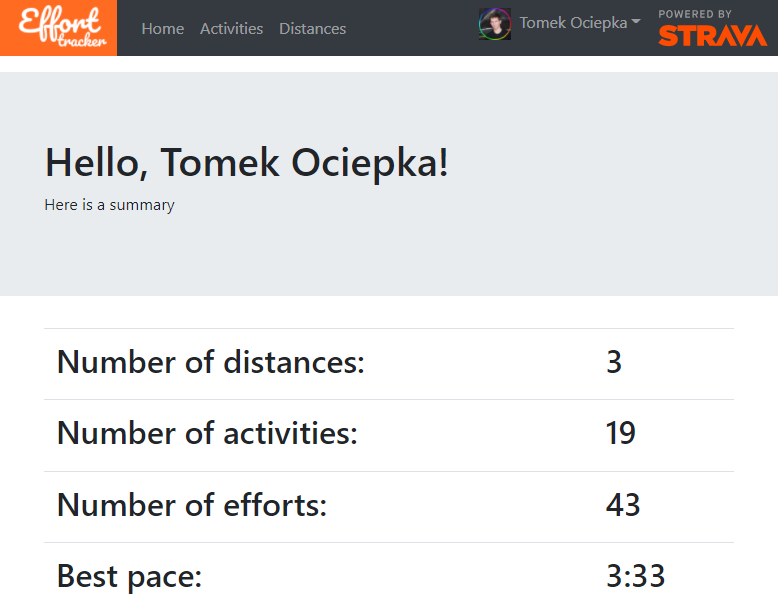 Effort
tracker
Home Activities Distances
Tomek Ociepka
POWERED BY
STRAVA
Hello, Tomek Ociepka!
Here is a summary
Number of distances: 3
Number of activities: 19
Number of efforts: 43
Best pace: 3:33